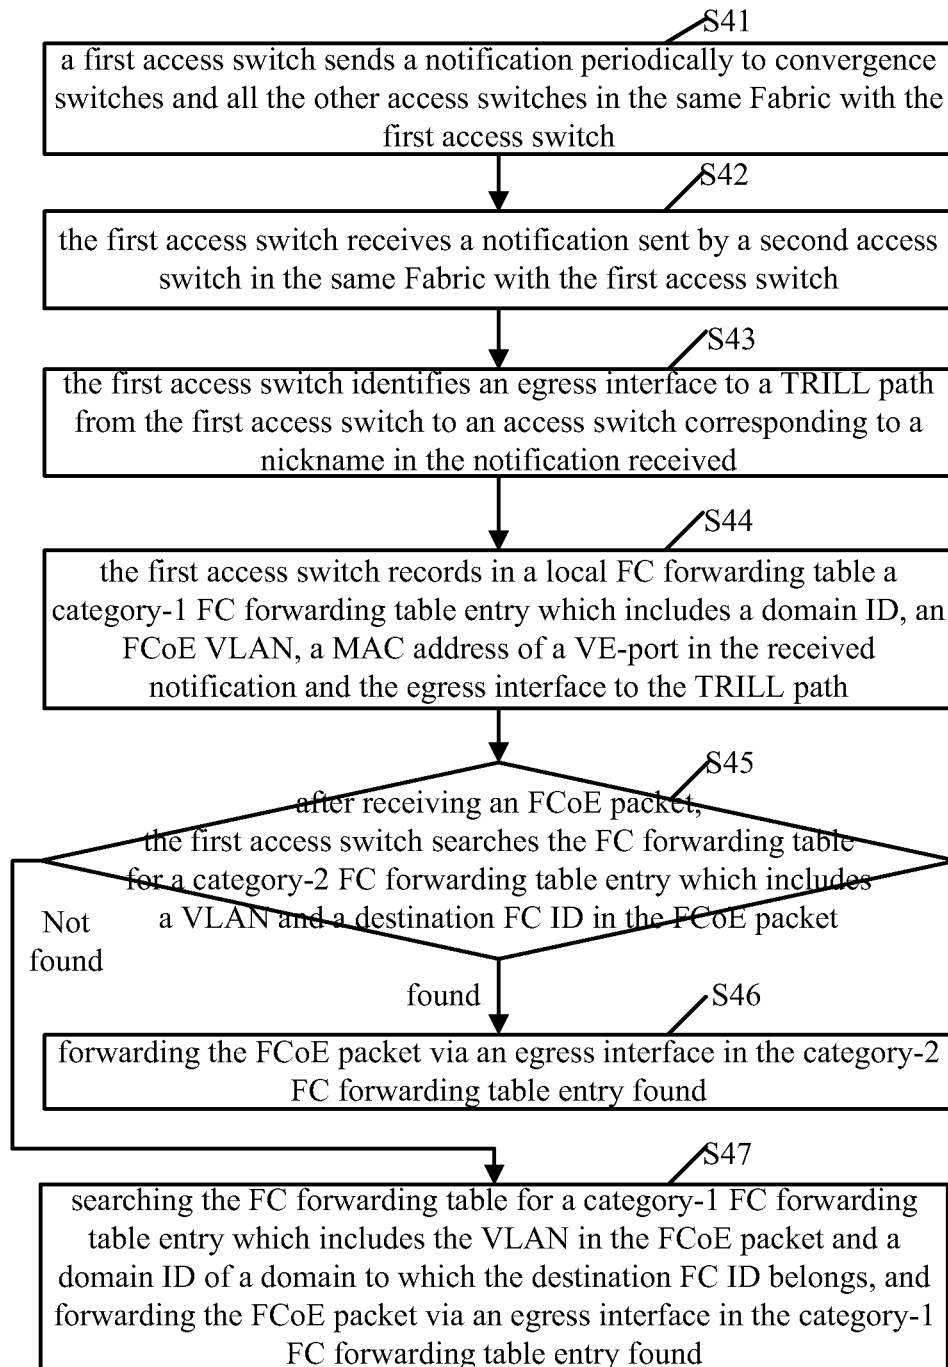 S41
a first access switch sends a notification periodically to convergence
switches and all the other access switches in the same Fabric with the
first access switch
S42
the first access switch receives a notification sent by a second access
switch in the same Fabric with the first access switch
S43
the first access switch identifies an egress interface to a TRILL path
from the first access switch to an access switch corresponding to a
nickname in the notification received
S44
the first access switch records in a local FC forwarding table a
category-1 FC forwarding table entry which includes a domain ID, an
FCoE VLAN, a MAC address of a VE-port in the received
notification and the egress interface to the TRILL path
S45
after receiving an FCoE packet,
the first access switch searches the FC forwarding table
for a category-2 FC forwarding table entry which includes
a VLAN and a destination FC ID in the FCoE packet
Not
found
found
S46
forwarding the FCoE packet via an egress interface in the category-2
FC forwarding table entry found
S47
searching the FC forwarding table for a category-1 FC forwarding
table entry which includes the VLAN in the FCoE packet and a
domain ID of a domain to which the destination FC ID belongs, and
forwarding the FCoE packet via an egress interface in the category-1
FC forwarding table entry found